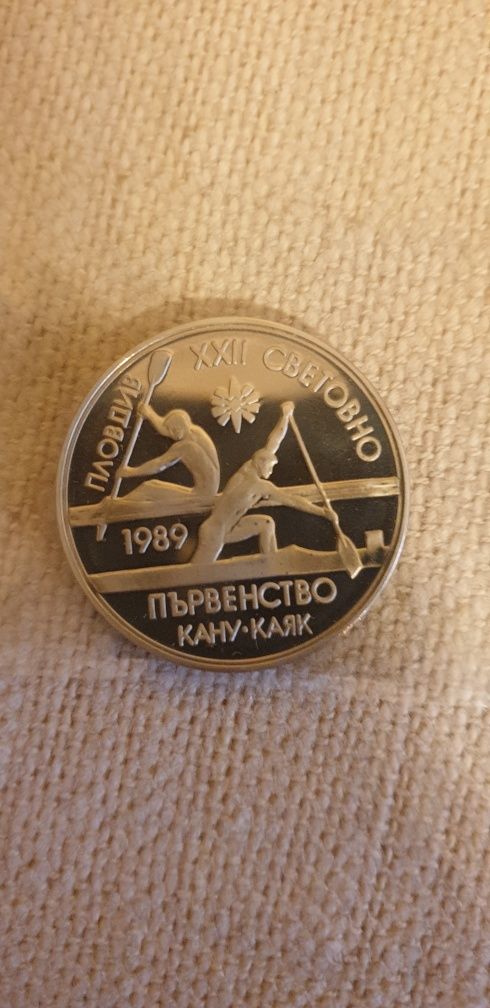 ПЛОВДИВ
XXII СВЕТОВНО
1989
ПЪРВЕНСТВО
КАНУ·КАЯК